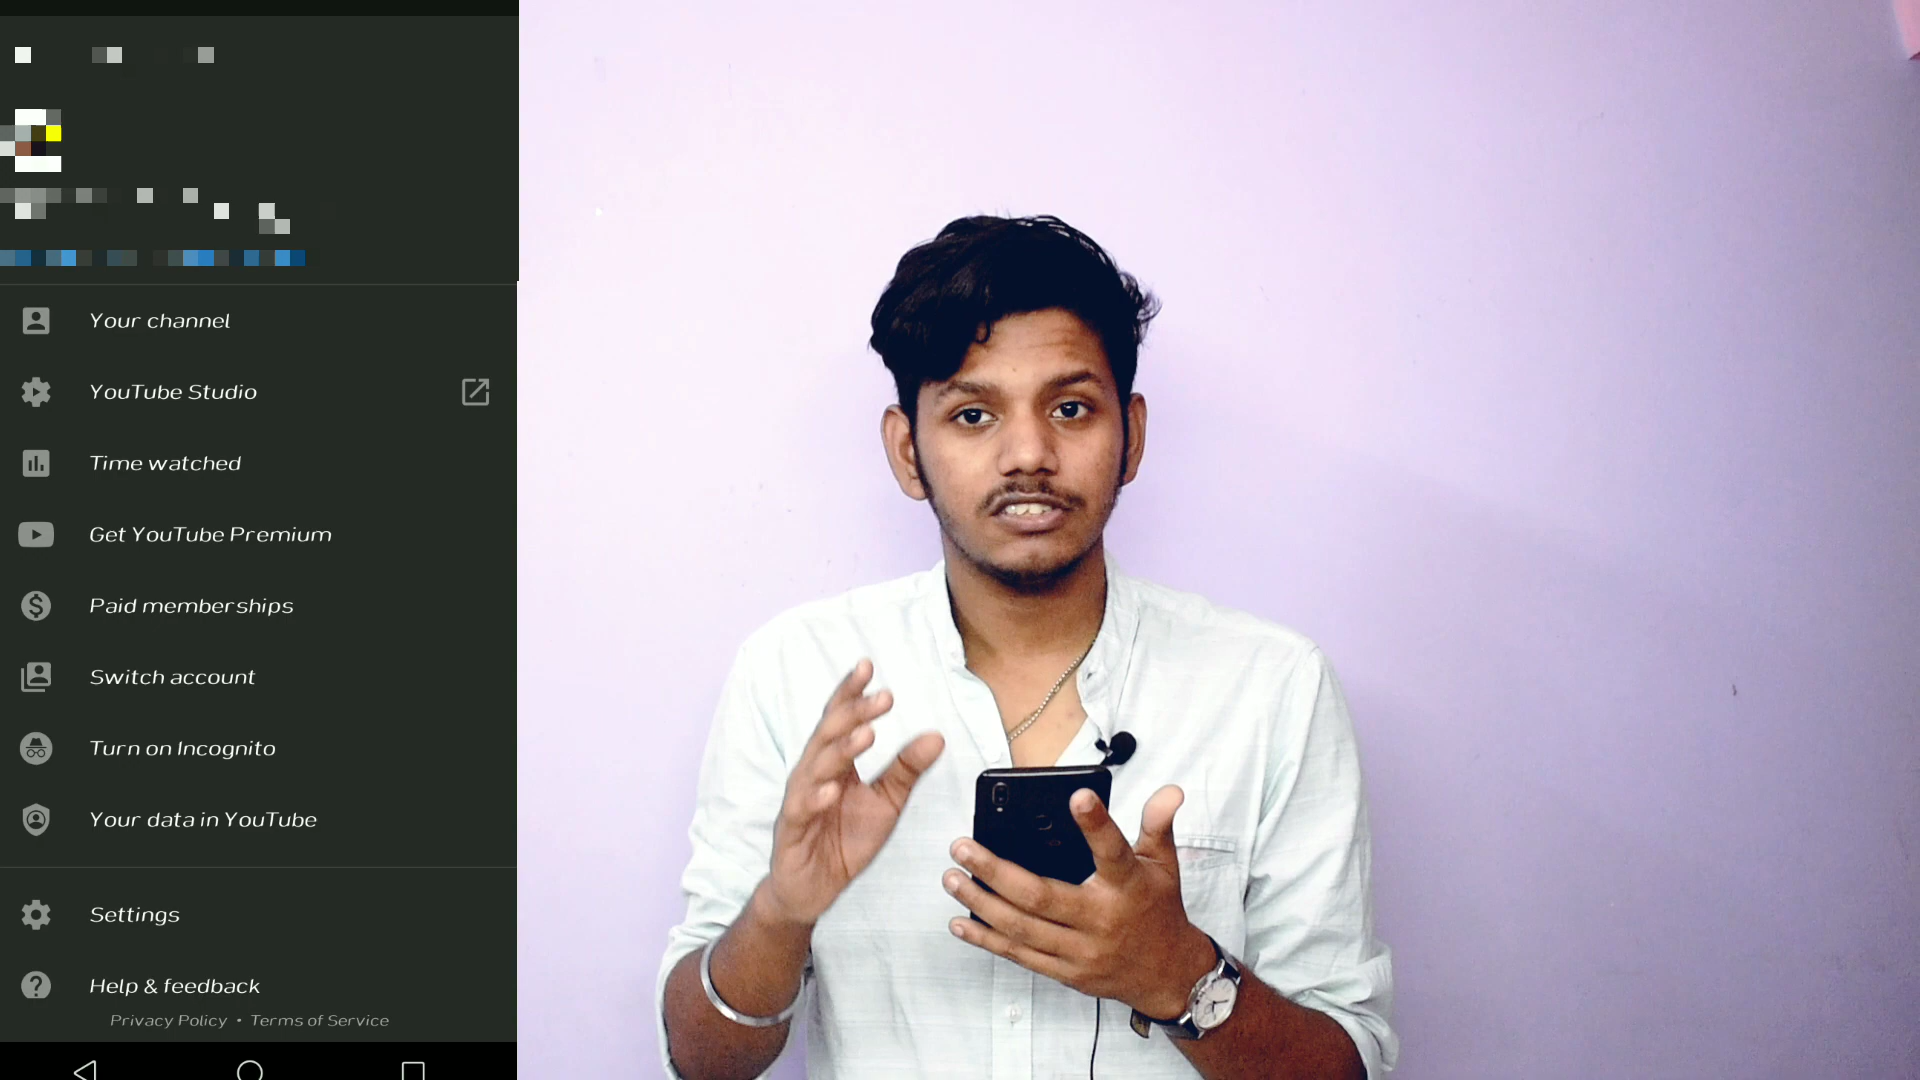 Your channel
YouTube Studio
Time watched
Get YouTube Premium
Paid memberships
Switch account
Turn on Incognito
Your data in YouTube
Settings
Help & feedback
Privacy Policy • Terms of Service